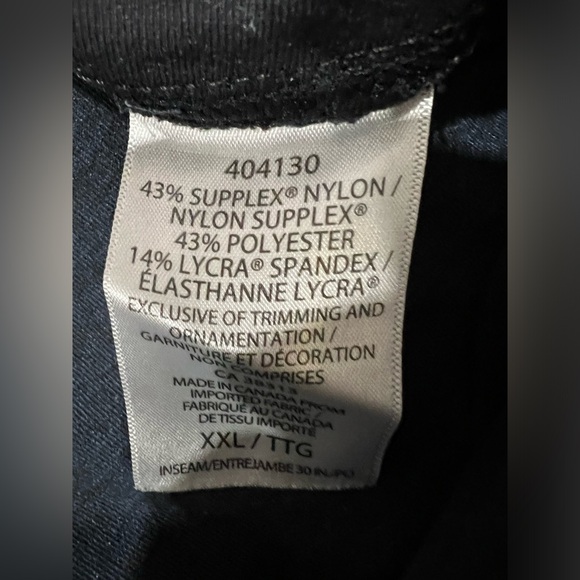 404130
43% SUPPLEX® NYLON /
NYLON SUPPLEX®
43% POLYESTER
14% LYCRA® SPANDEX /
ÉLASTHANNE LYCRA®
EXCLUSIVE OF TRIMMING AND
ORNAMENTATION /
GARNITURE ET DÉCORATION
NON COMPRISES
CA 38313
MADE IN CANADA FROM
IMPORTED FABRIC /
FABRIQUÉ AU CANADA
DE TISSU IMPORTÉ
XXL / TTG
INSEAM/ENTREJAMBE 30 IN./PO